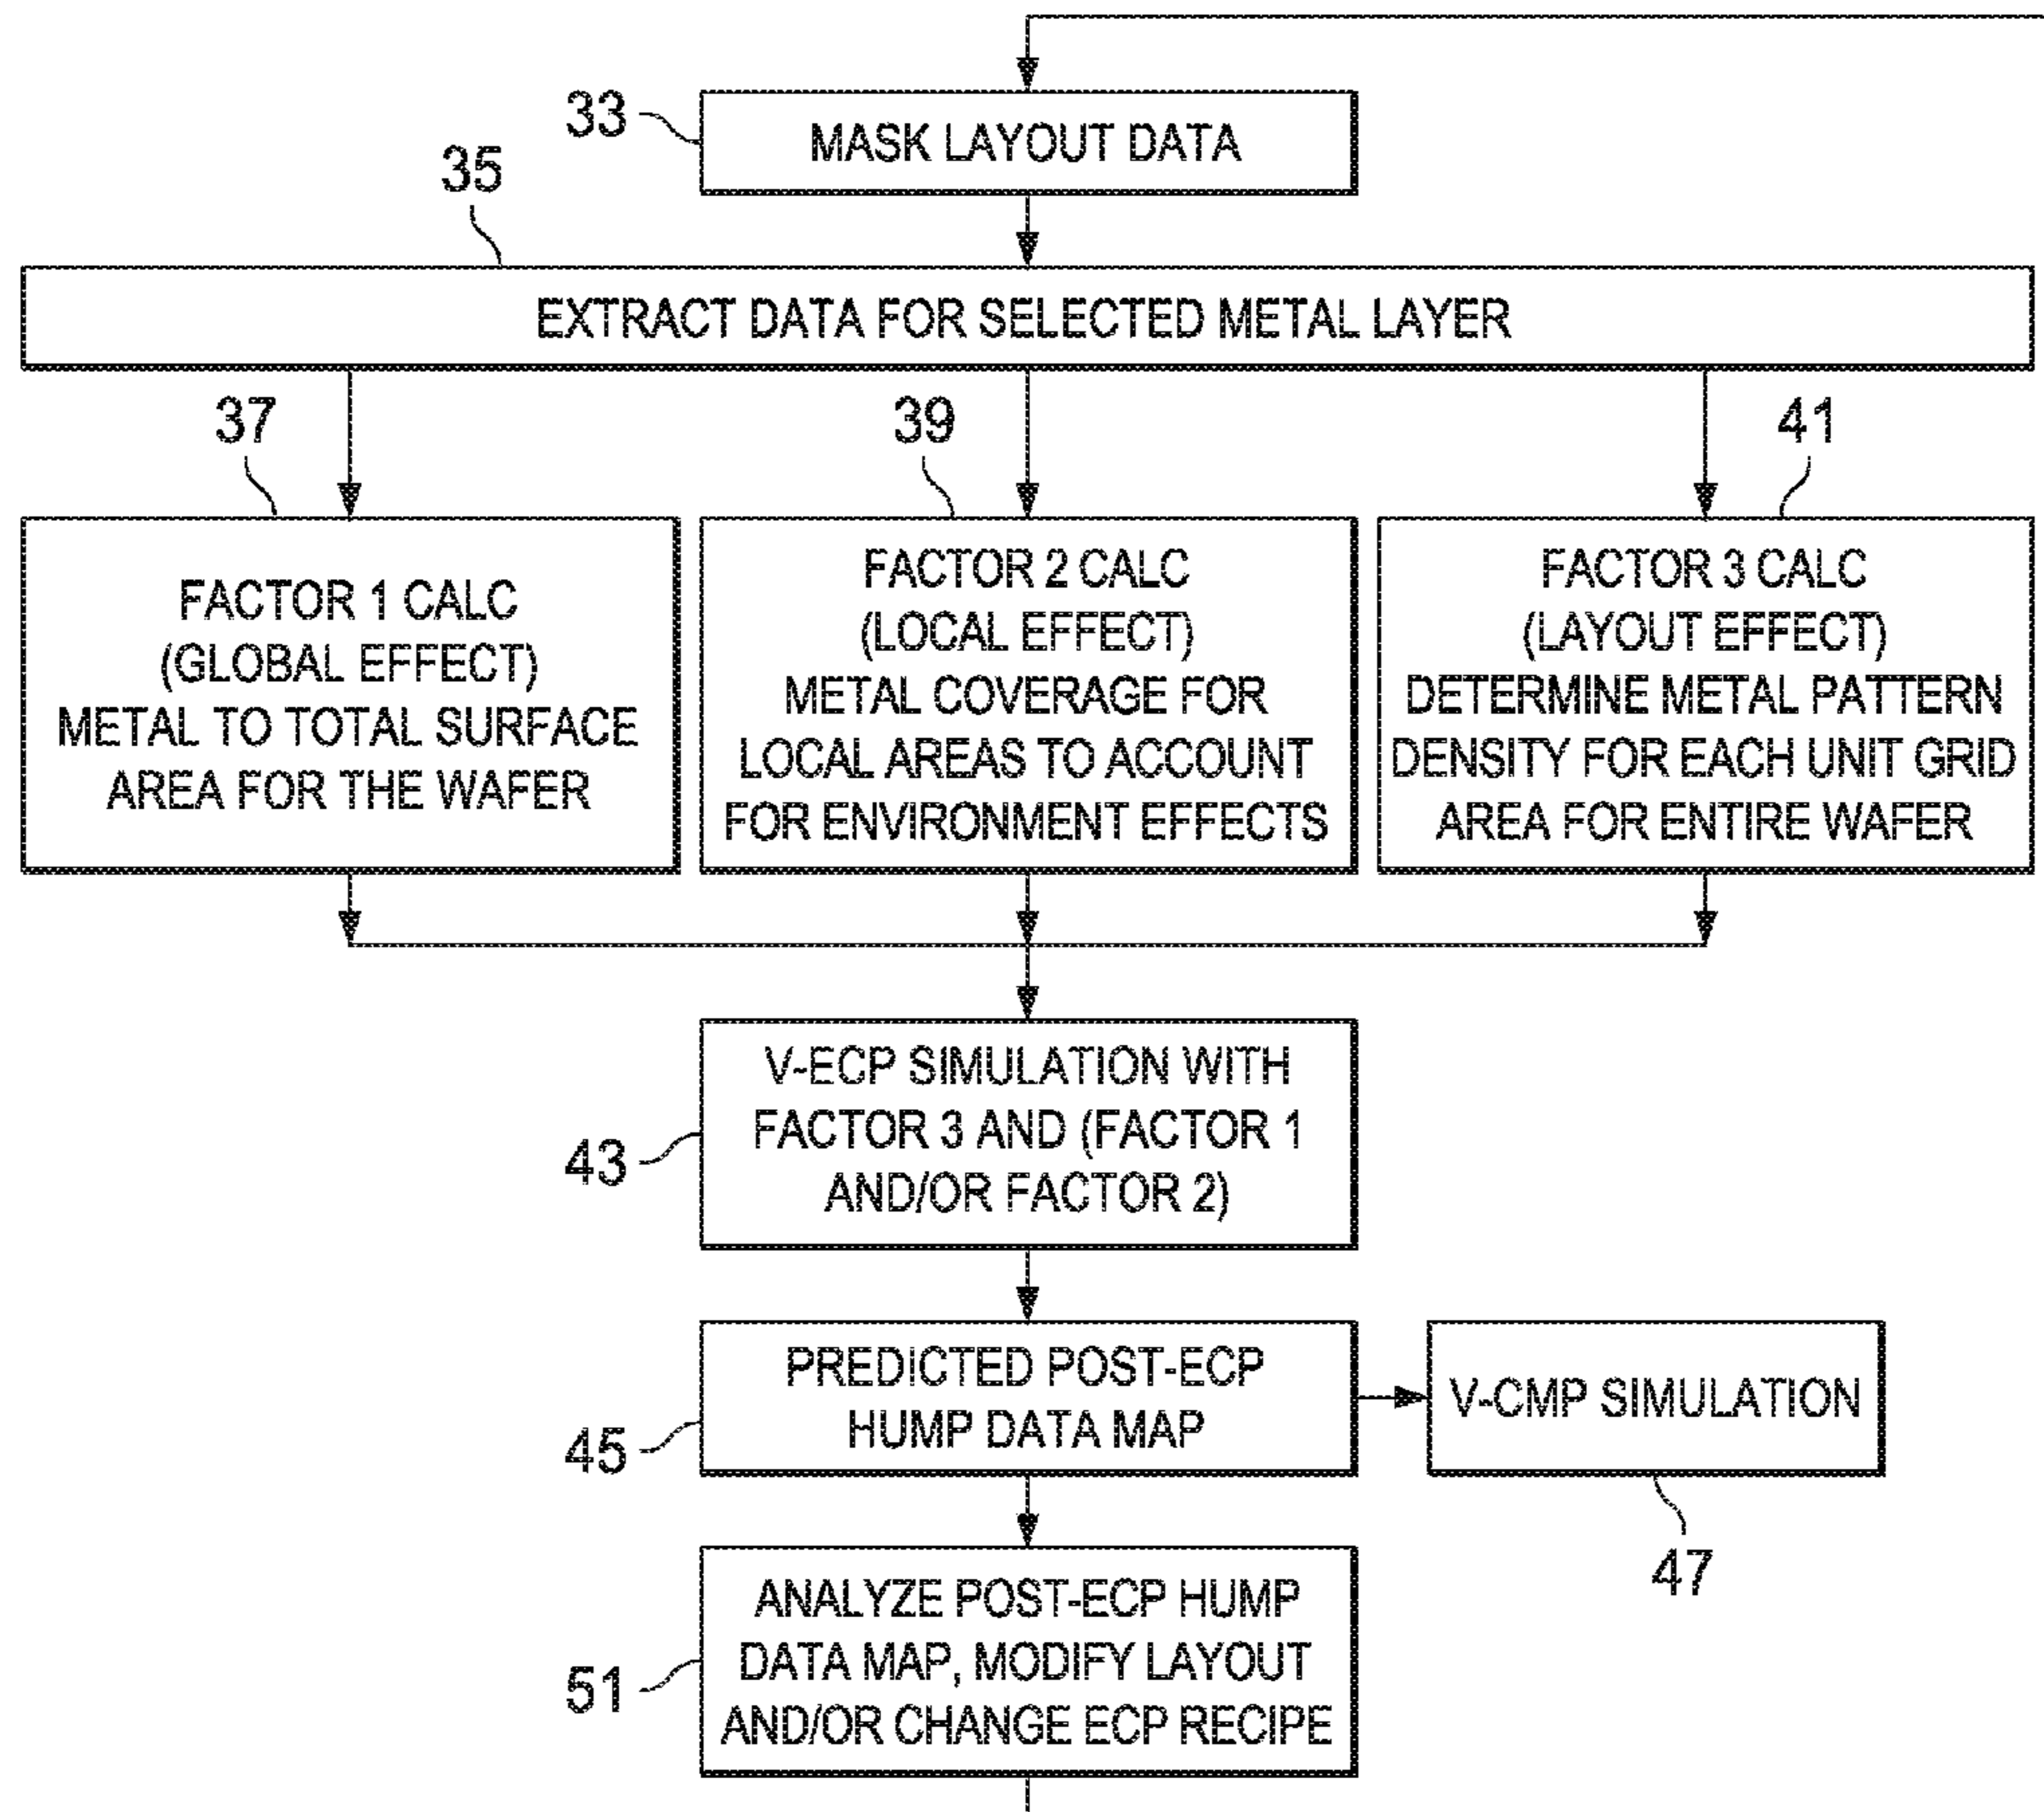 33
MASK LAYOUT DATA
35
EXTRACT DATA FOR SELECTED METAL LAYER
37
39
41
FACTOR 1 CALC
(GLOBAL EFFECT)
METAL TO TOTAL SURFACE
AREA FOR THE WAFER
FACTOR 2 CALC
(LOCAL EFFECT)
METAL COVERAGE FOR
LOCAL AREAS TO ACCOUNT
FOR ENVIRONMENT EFFECTS
FACTOR 3 CALC
(LAYOUT EFFECT)
DETERMINE METAL PATTERN
DENSITY FOR EACH UNIT GRID
AREA FOR ENTIRE WAFER
43
V-ECP SIMULATION WITH
FACTOR 3 AND (FACTOR 1
AND/OR FACTOR 2)
45
PREDICTED POST-ECP
HUMP DATA MAP
V-CMP SIMULATION
47
51
ANALYZE POST-ECP HUMP
DATA MAP, MODIFY LAYOUT
AND/OR CHANGE ECP RECIPE